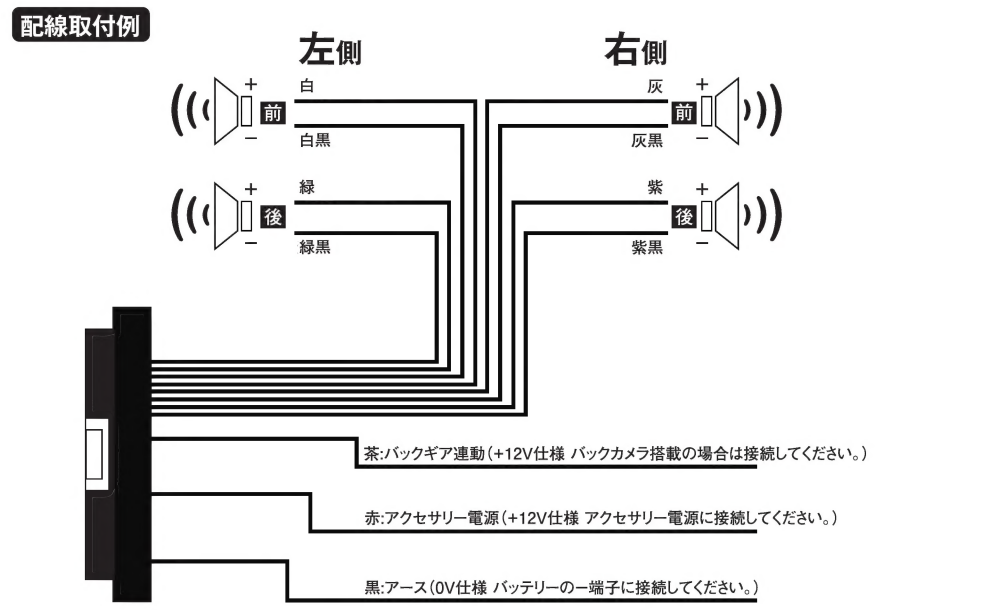 配線取付例
左側 右側
+ 白 灰 +
前 前
− 白黒 灰黒 −
+ 緑 紫 +
後 後
− 緑黒 紫黒 −
茶:バックギア連動(+12V仕様 バックカメラ搭載の場合は接続してください。)
赤:アクセサリー電源(+12V仕様 アクセサリー電源に接続してください。)
黒:アース(0V仕様 バッテリーの−端子に接続してください。)